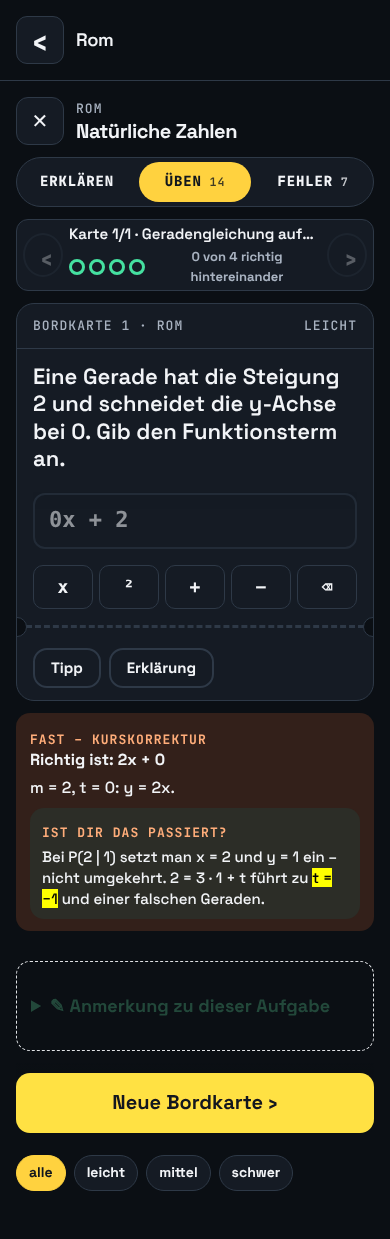 < Rom
✕ ROM
Natürliche Zahlen
ERKLÄREN ÜBEN 14 FEHLER 7
Karte 1/1 · Geradengleichung auf…
< 0 von 4 richtig >
hintereinander
BORDKARTE 1 · ROM LEICHT
Eine Gerade hat die Steigung
2 und schneidet die y-Achse
bei 0. Gib den Funktionsterm
an.
0x + 2
x ² + − ⌫
Tipp Erklärung
FAST – KURSKORREKTUR
Richtig ist: 2x + 0
m = 2, t = 0: y = 2x.
IST DIR DAS PASSIERT?
Bei P(2 | 1) setzt man x = 2 und y = 1 ein –
nicht umgekehrt. 2 = 3 · 1 + t führt zu t =
−1 und einer falschen Geraden.
▶ ✎ Anmerkung zu dieser Aufgabe
Neue Bordkarte >
alle leicht mittel schwer